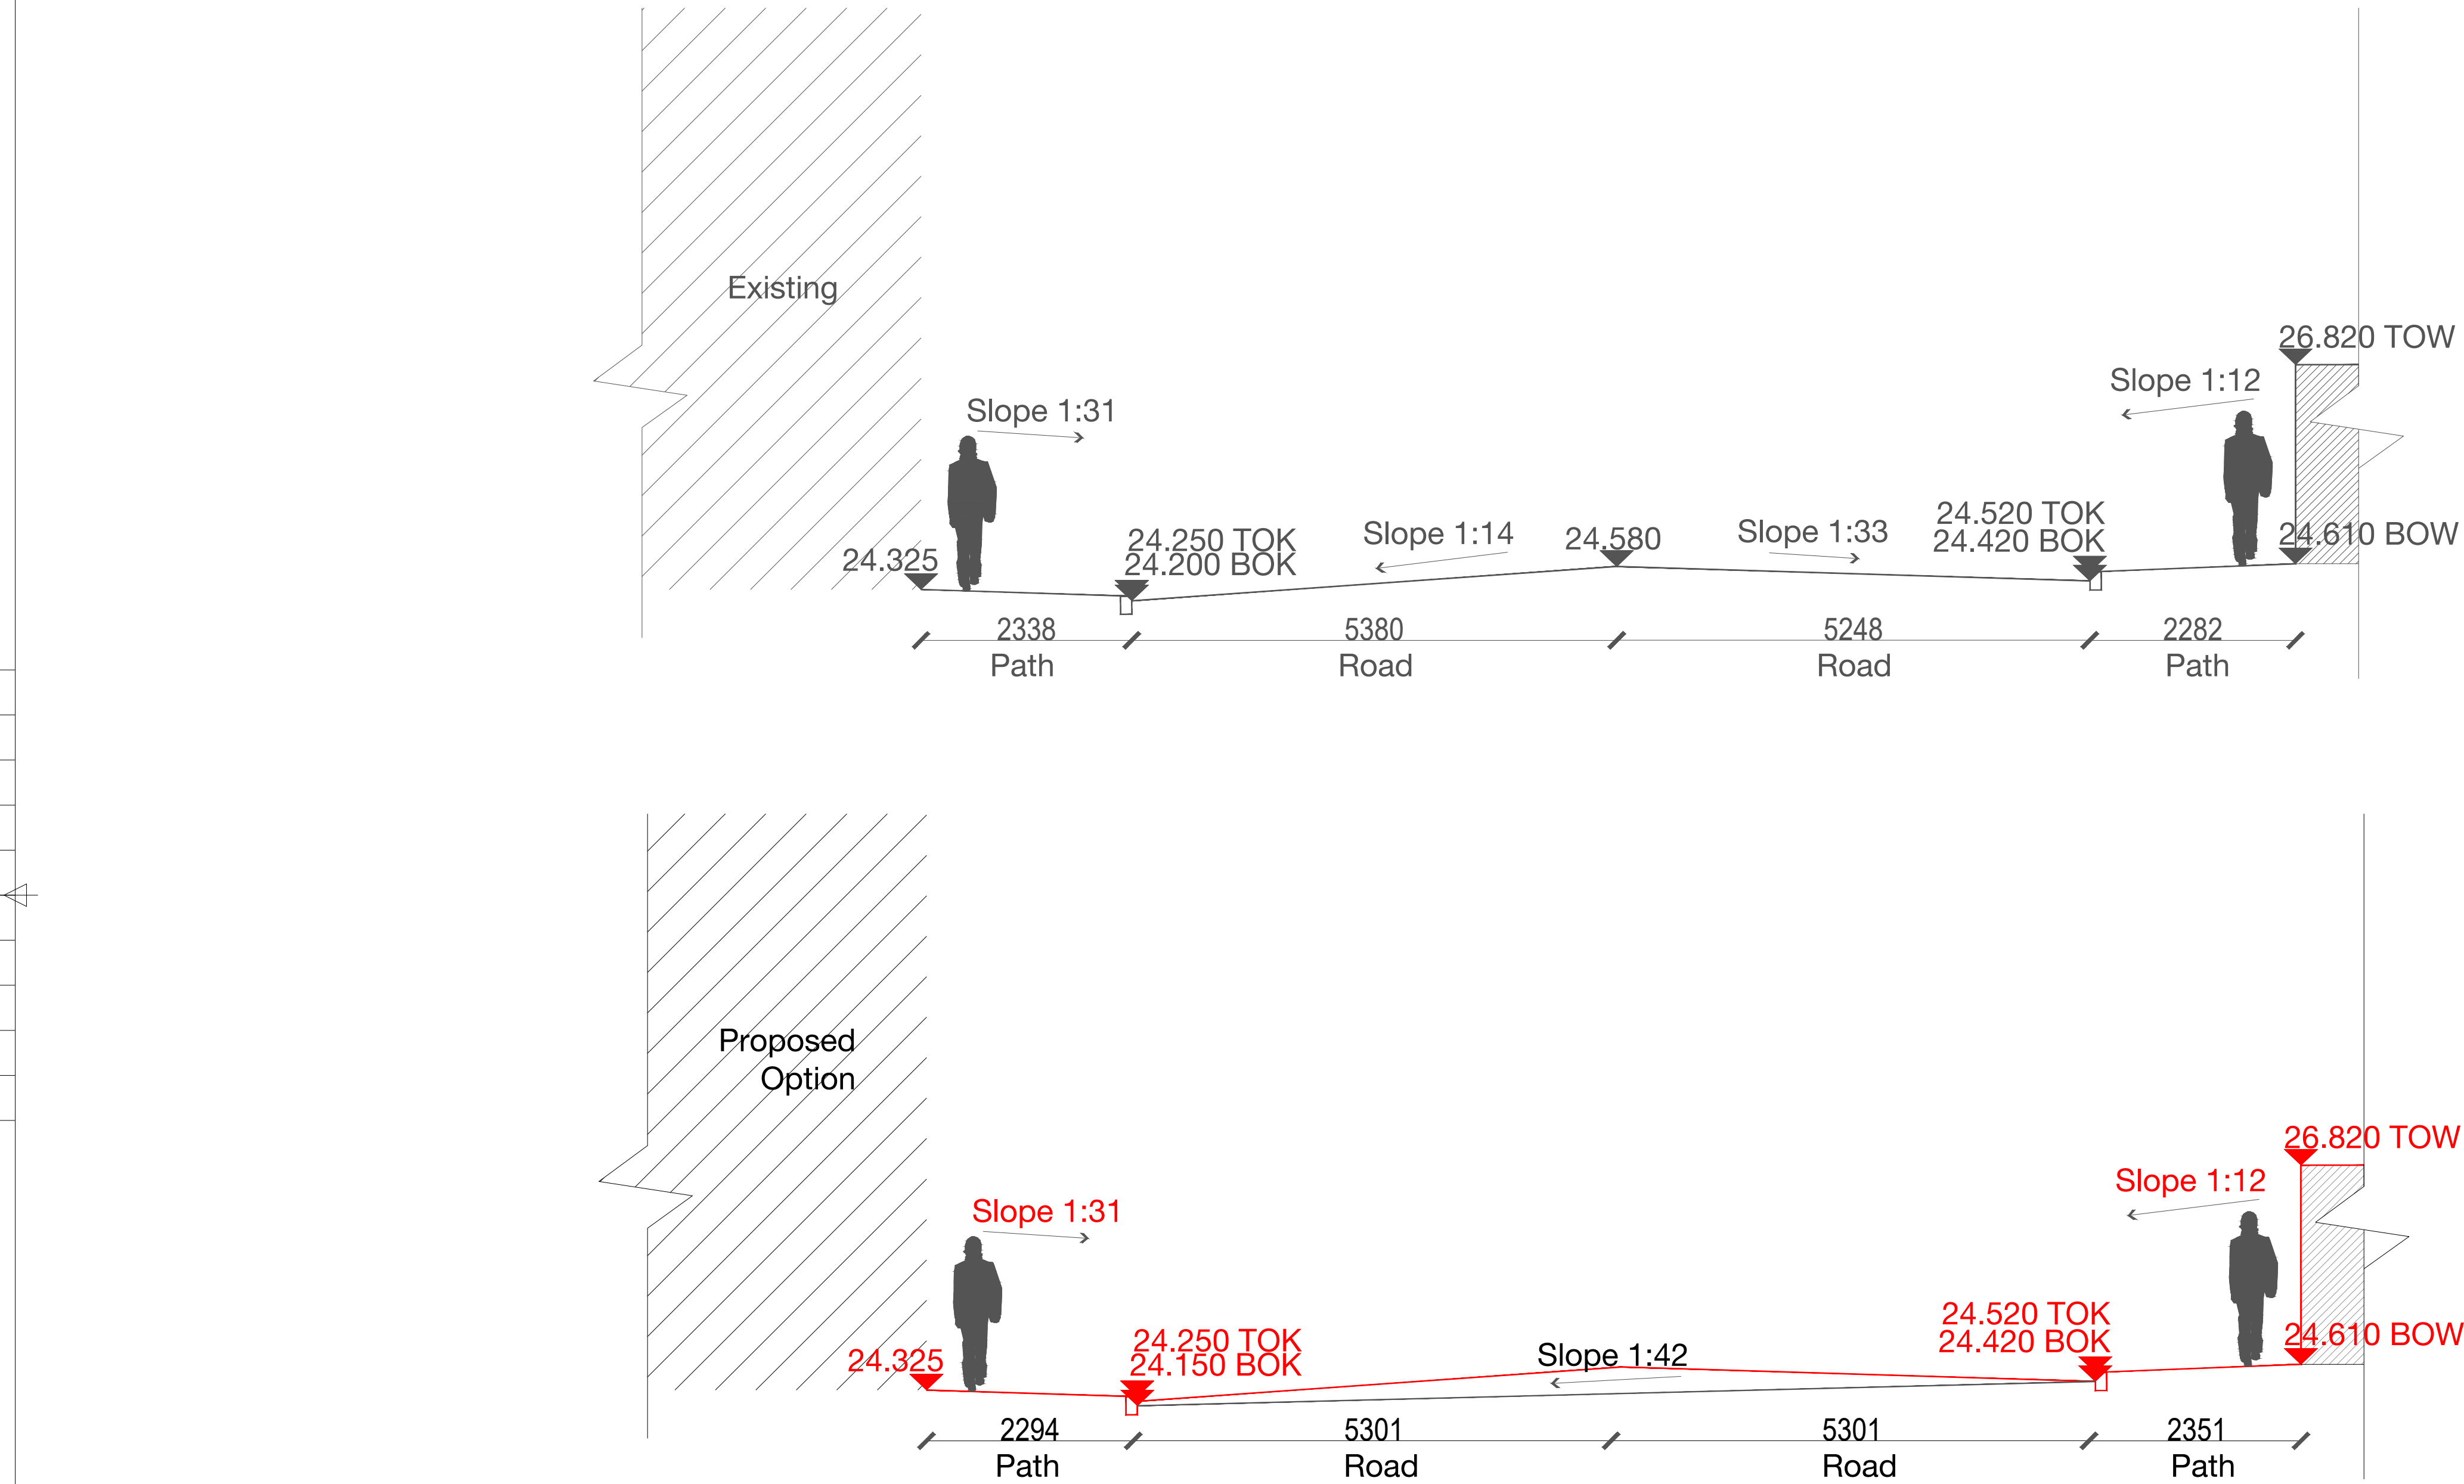 Existing
26.820 TOW
Slope 1:12
Slope 1:31
24.520 TOK
24.250 TOK
Slope 1:14
24.580
Slope 1:33
24.420 BOK
24.610 BOW
24.325
24.200 BOK
2338
5380
5248
2282
Path
Road
Road
Path
Proposed
Option
26.820 TOW
Slope 1:12
Slope 1:31
24.520 TOK
24.250 TOK
24.420 BOK
24.610 BOW
24.325
24.150 BOK
Slope 1:42
2294
5301
5301
2351
Path
Road
Road
Path